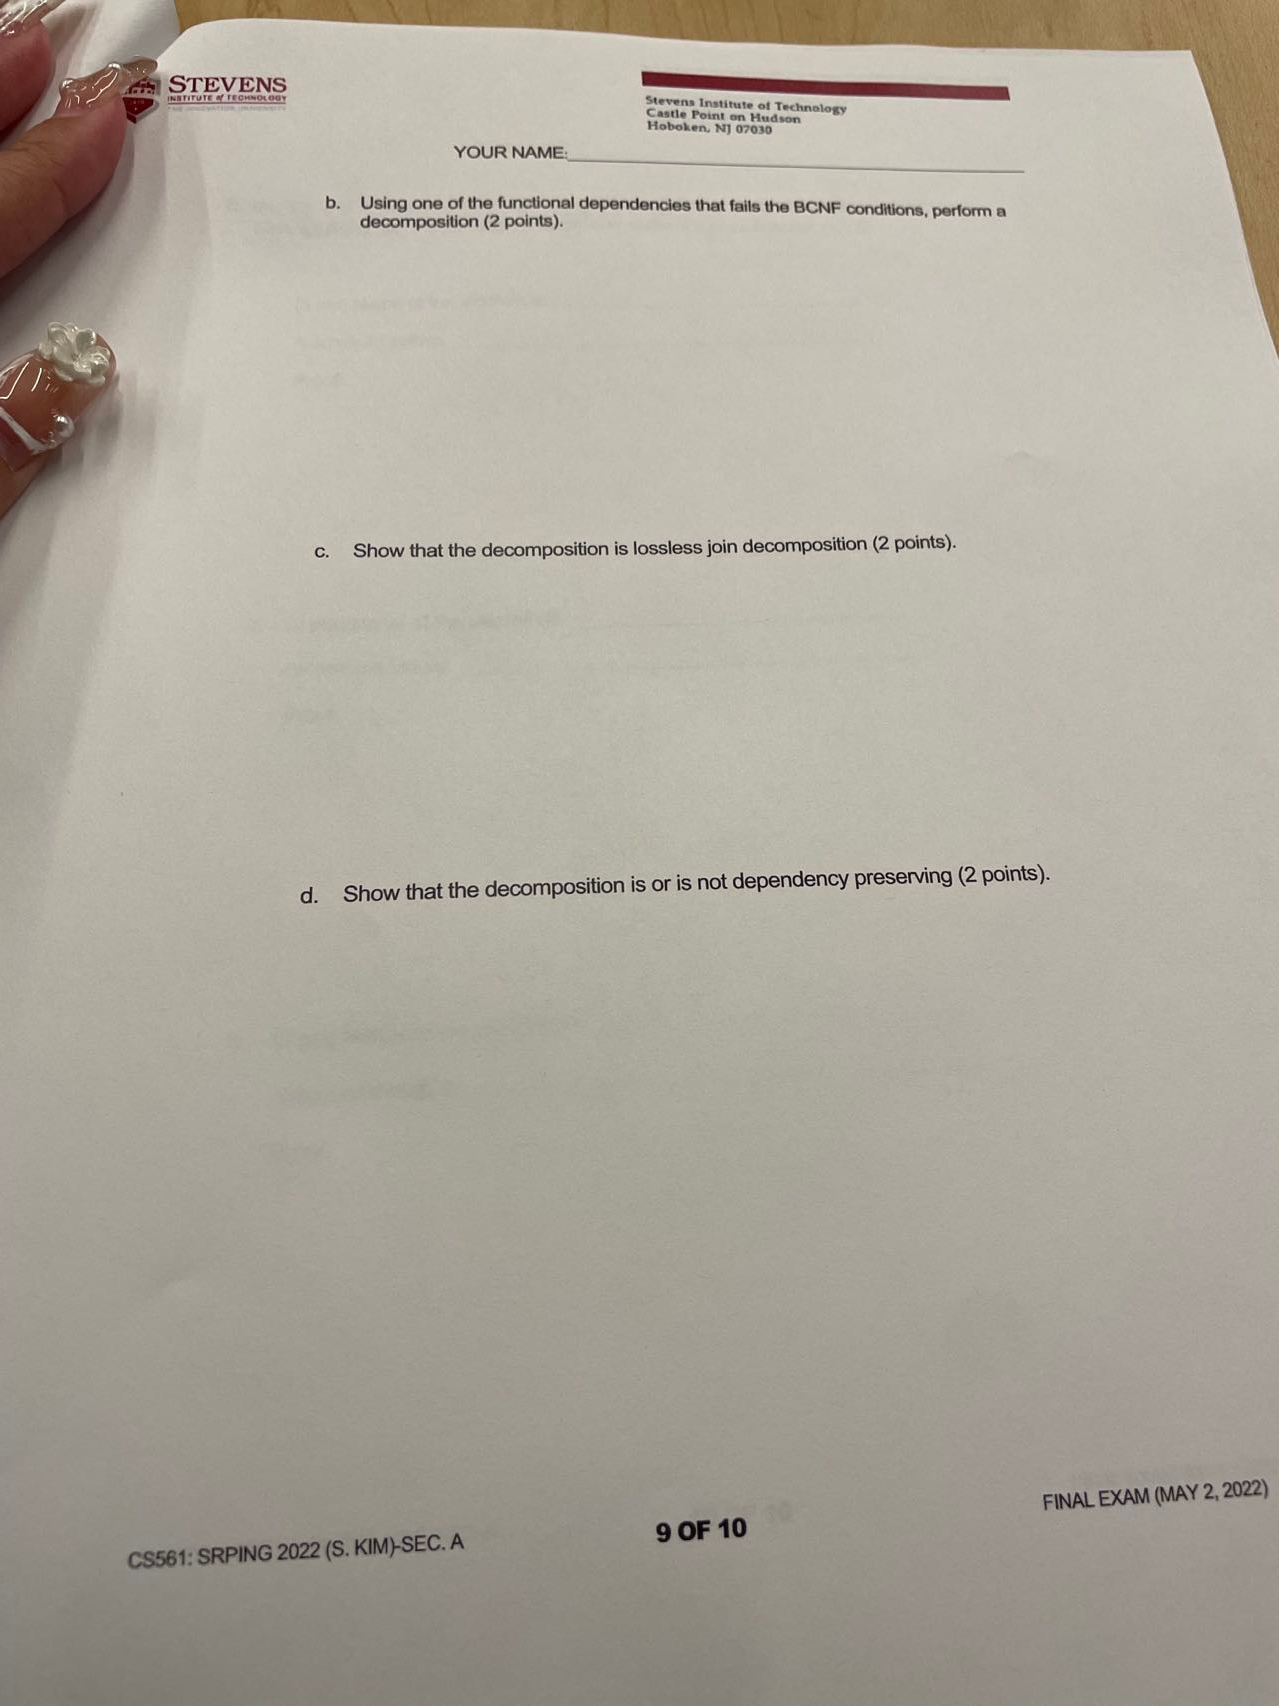 STEVENS
INSTITUTE of TECHNOLOGY
THE INNOVATION UNIVERSITY
Stevens Institute of Technology
Castle Point on Hudson
Hoboken, NJ 07030
YOUR NAME:
b. Using one of the functional dependencies that fails the BCNF conditions, perform a
decomposition (2 points).
c. Show that the decomposition is lossless join decomposition (2 points).
d. Show that the decomposition is or is not dependency preserving (2 points).
CS561: SRPING 2022 (S. KIM)-SEC. A
9 OF 10
FINAL EXAM (MAY 2, 2022)